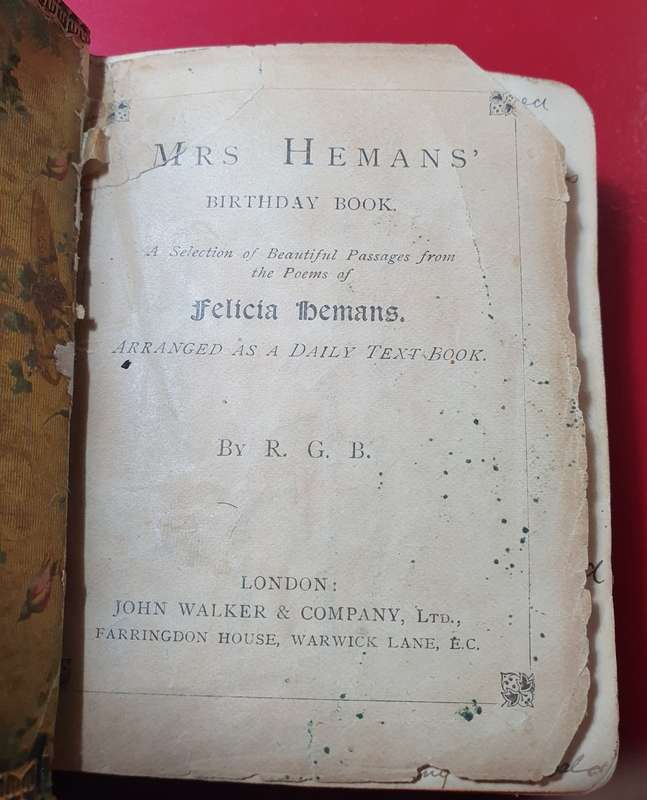 MRS HEMANS'
BIRTHDAY BOOK.
A Selection of Beautiful Passages from
the Poems of
Felicia Hemans.
ARRANGED AS A DAILY TEXT BOOK.
BY R. G. B.
LONDON:
JOHN WALKER & COMPANY, LTD.,
FARRINGDON HOUSE, WARWICK LANE, E.C.